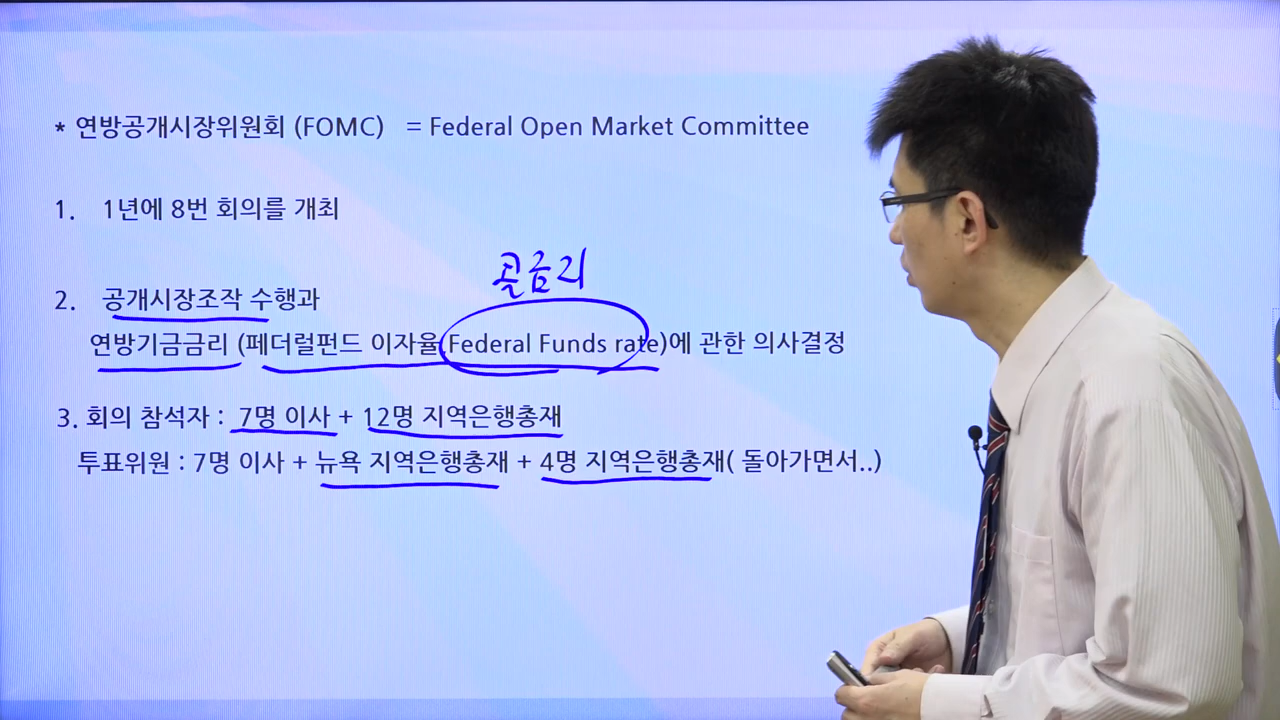 * 연방공개시장위원회 (FOMC) = Federal Open Market Committee
1. 1년에 8번 회의를 개최
콜금리
2. 공개시장조작 수행과
연방기금금리 (페더럴펀드 이자율 Federal Funds rate)에 관한 의사결정
3. 회의 참석자 : 7명 이사 + 12명 지역은행총재
투표위원 : 7명 이사 + 뉴욕 지역은행총재 + 4명 지역은행총재( 돌아가면서..)